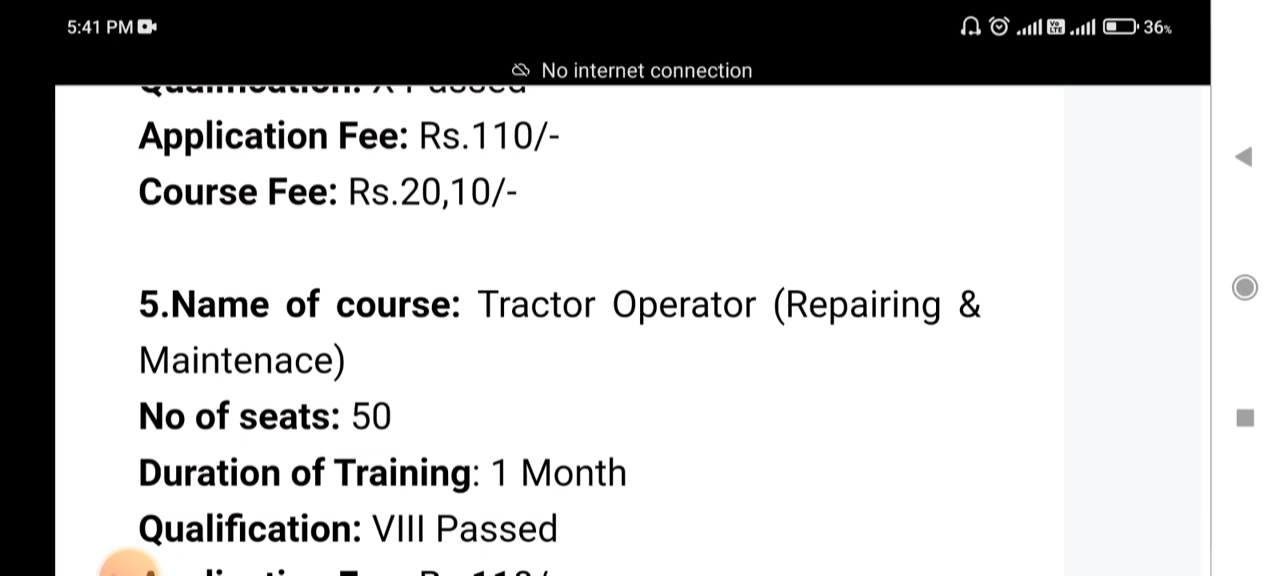 5:41 PM
VoLTE 36%
No internet connection
Application Fee: Rs.110/-
Course Fee: Rs.20,10/-
5.Name of course: Tractor Operator (Repairing &
Maintenace)
No of seats: 50
Duration of Training: 1 Month
Qualification: VIII Passed